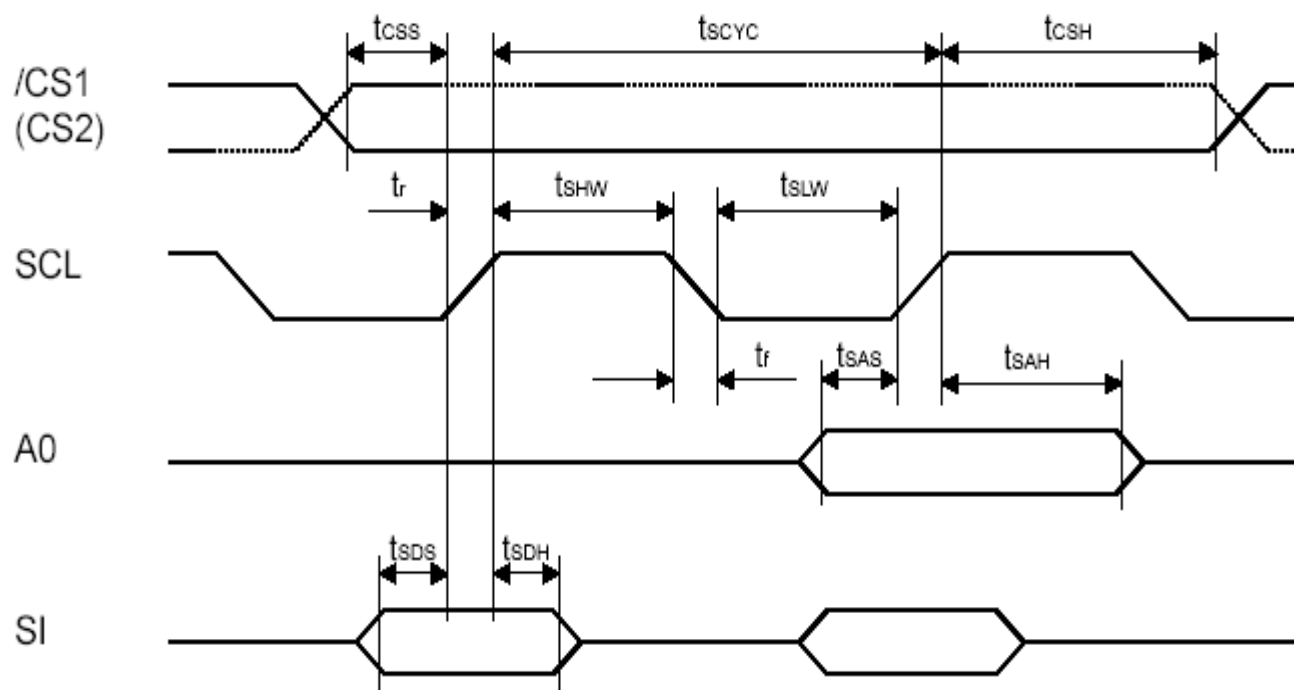 tCSS tSCYC tCSH
/CS1
(CS2)
tr tSHW tSLW
SCL
tf tSAS tSAH
A0
tSDS tSDH
SI